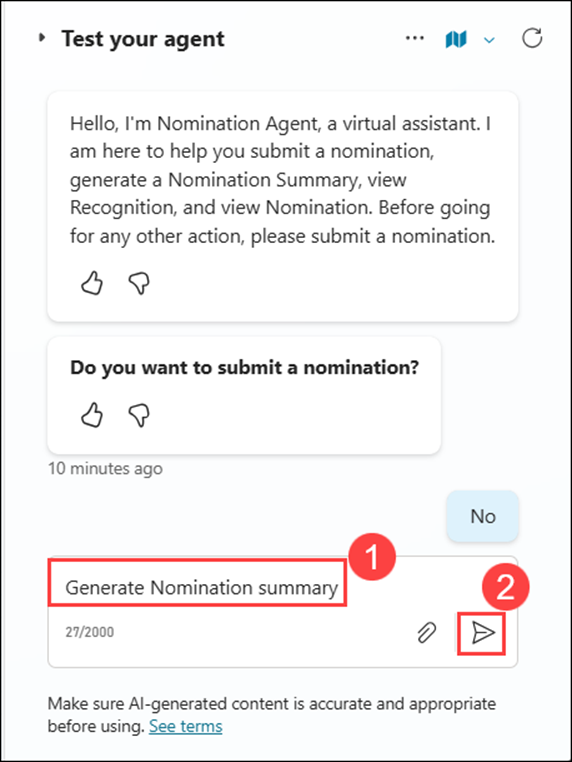 Test your agent
Hello, I'm Nomination Agent, a virtual assistant. I
am here to help you submit a nomination,
generate a Nomination Summary, view
Recognition, and view Nomination. Before going
for any other action, please submit a nomination.
Do you want to submit a nomination?
10 minutes ago
No
1
Generate Nomination summary
2
27/2000
Make sure AI-generated content is accurate and appropriate
before using. See terms